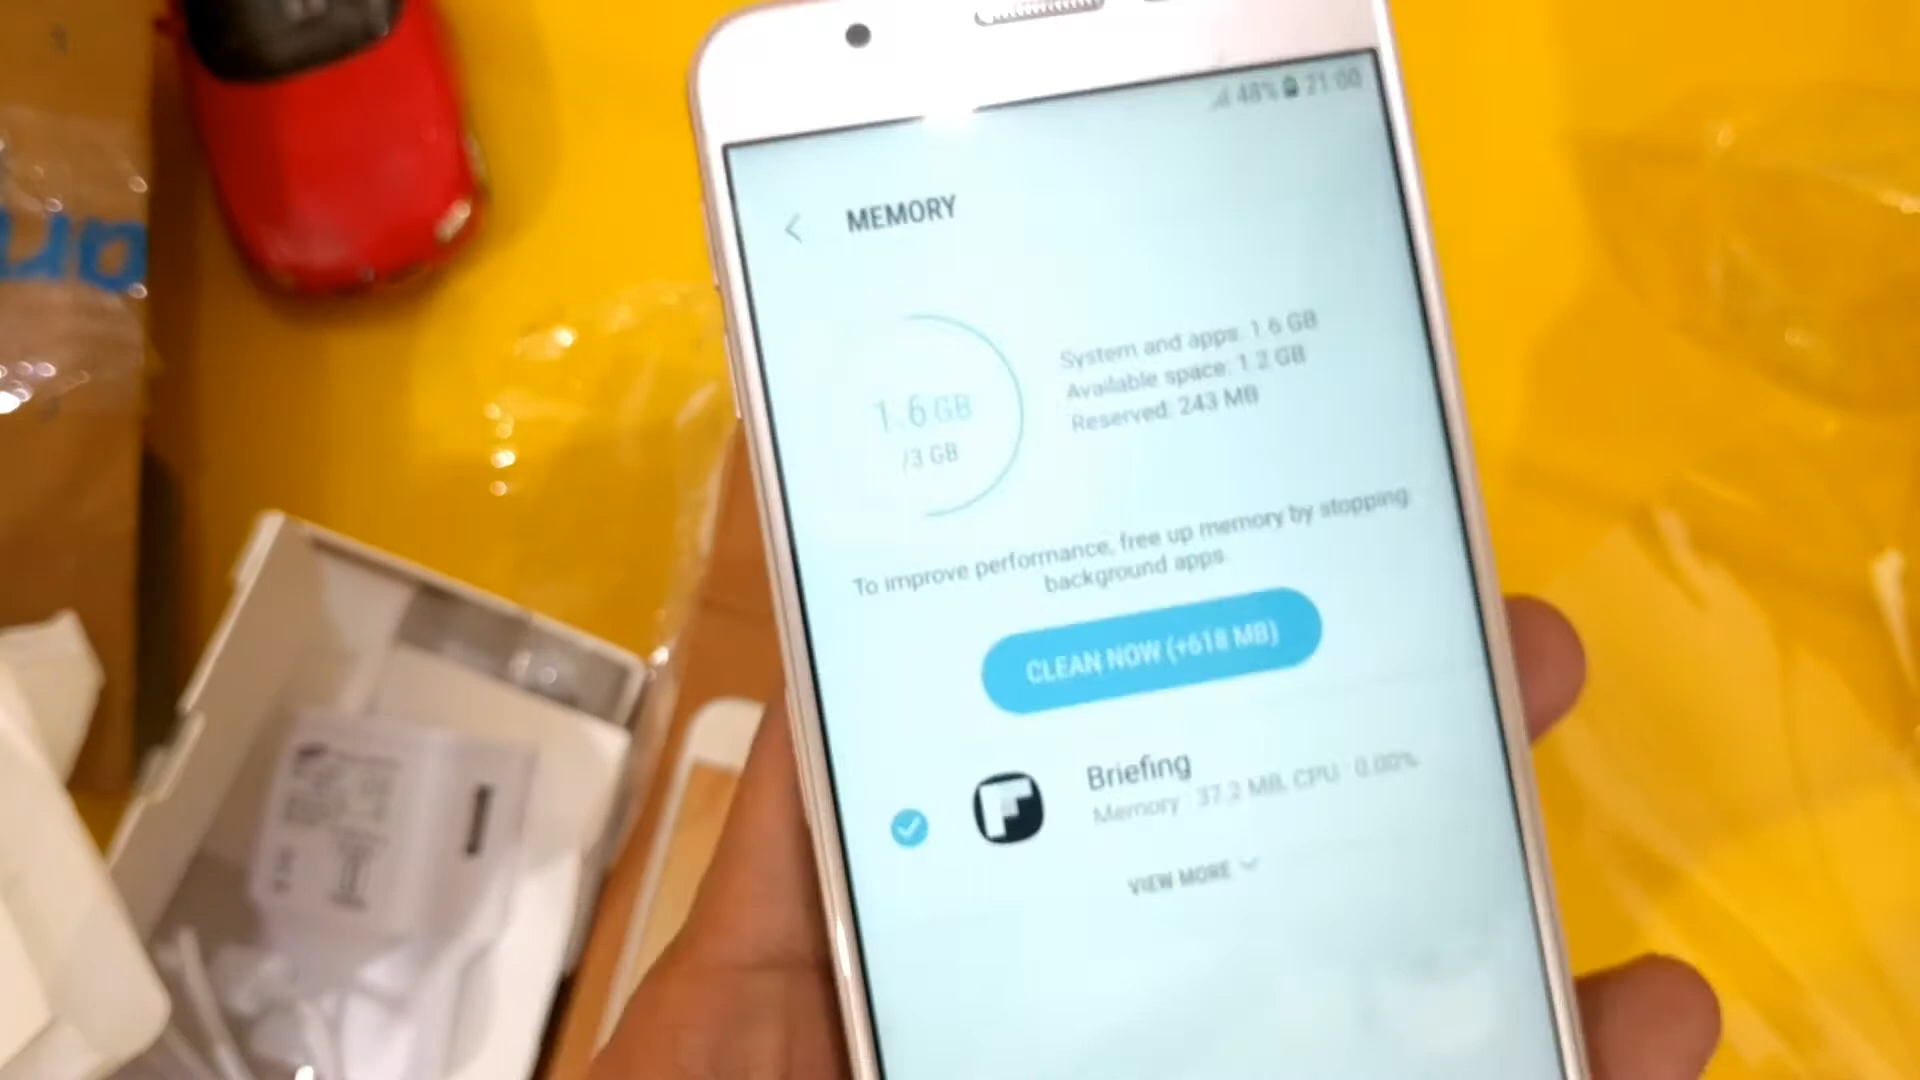 48% 21:00
MEMORY
1.6 GB
/3 GB
System and apps: 1.6 GB
Available space: 1.2 GB
Reserved: 243 MB
To improve performance, free up memory by stopping
background apps.
CLEAN NOW (+618 MB)
Briefing
Memory : 37.2 MB, CPU : 0.00%
VIEW MORE